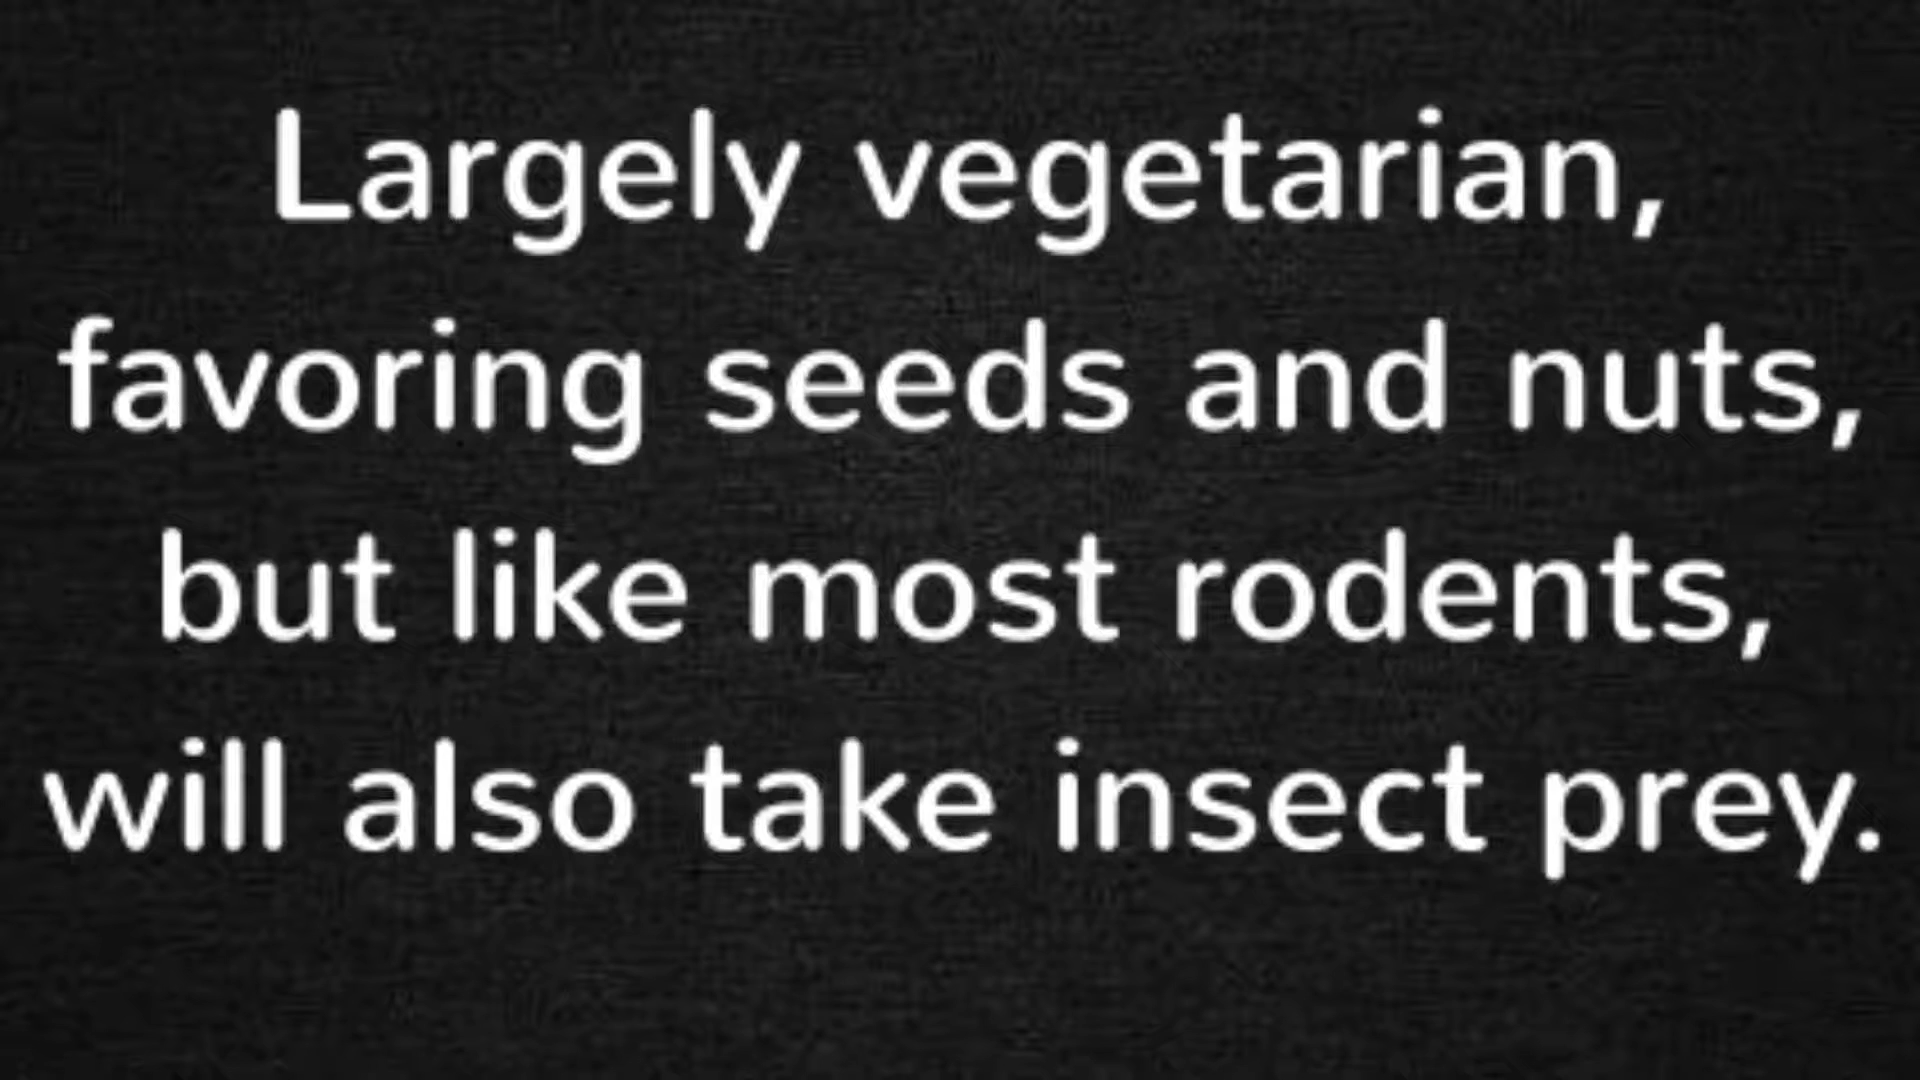 Largely vegetarian,
favoring seeds and nuts,
but like most rodents,
will also take insect prey.